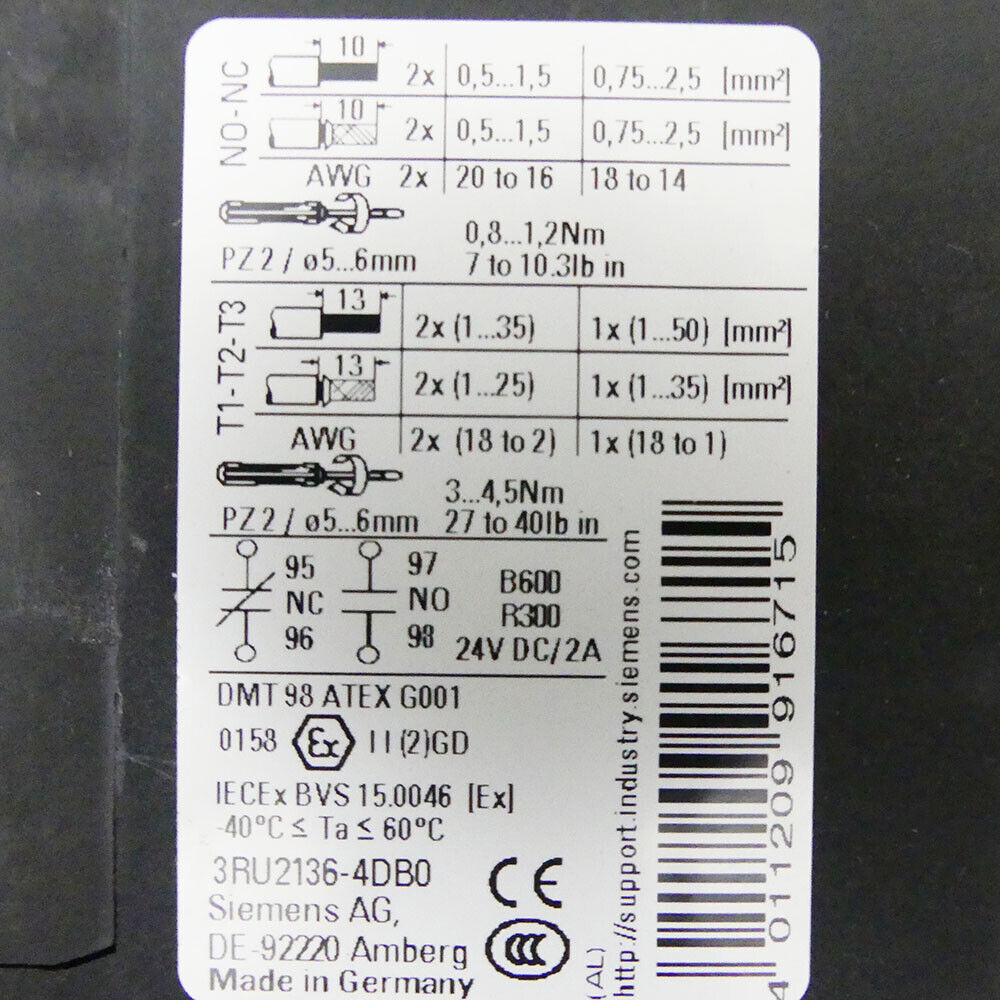 NO-NC
10
2x 0,5...1,5 0,75...2,5 [mm²]
10
2x 0,5...1,5 0,75...2,5 [mm²]
AWG 2x 20 to 16 18 to 14
0,8...1,2Nm
PZ 2 / ø5...6mm 7 to 10.3lb in
T1-T2-T3
13
2x (1...35) 1x (1...50) [mm²]
13
2x (1...25) 1x (1...35) [mm²]
AWG 2x (18 to 2) 1x (18 to 1)
3...4,5Nm
PZ 2 / ø5...6mm 27 to 40lb in
95 97
NC NO
96 98
B600
R300
24V DC/2A
DMT 98 ATEX G001
0158 Ex II(2)GD
IECEx BVS 15.0046 [Ex]
-40°C ≤ Ta ≤ 60°C
3RU2136-4DB0
CE
Siemens AG,
DE-92220 Amberg
CCC
Made in Germany
(AL)
http://support.industry.siemens.com
4 011209 916715